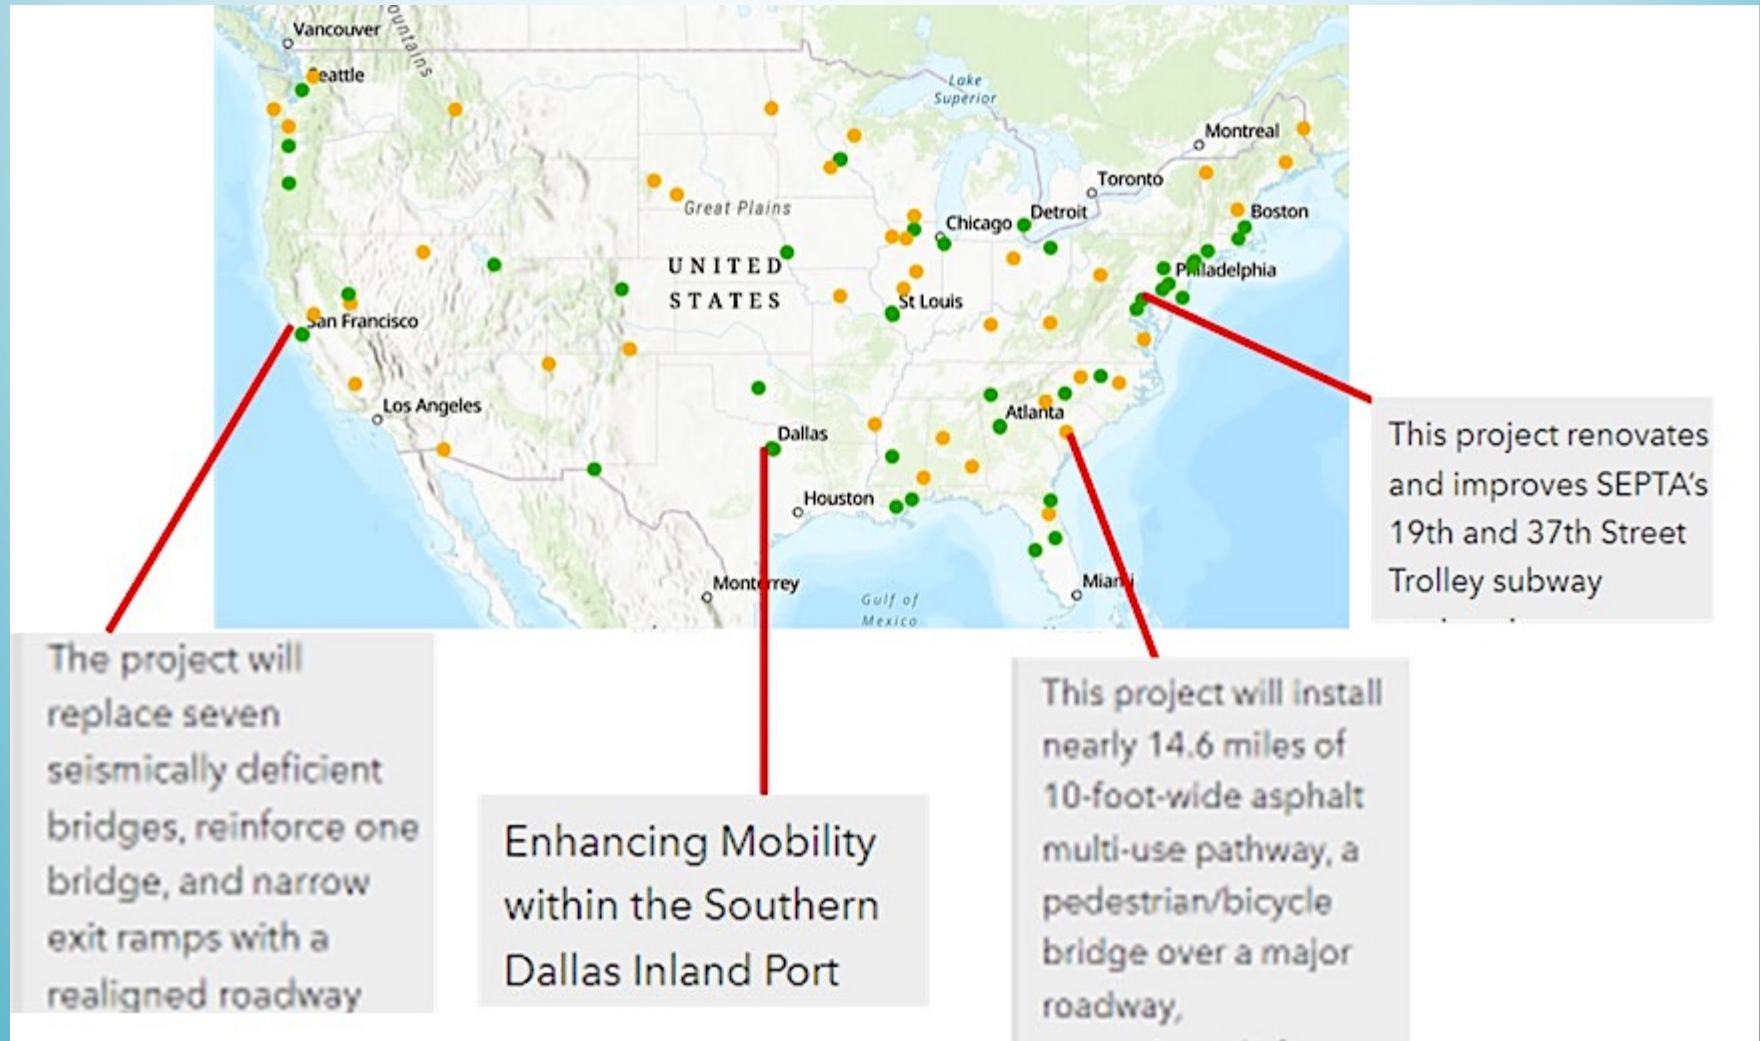 Vancouver
ountains
Seattle
Lake
Superior
Montreal
Toronto
Great Plains
Chicago
Detroit
Boston
UNITED
STATES
Philadelphia
St Louis
San Francisco
Los Angeles
Atlanta
Dallas
Houston
Monterrey
Gulf of
Mexico
Miami
This project renovates
and improves SEPTA's
19th and 37th Street
Trolley subway
The project will
replace seven
seismically deficient
bridges, reinforce one
bridge, and narrow
exit ramps with a
realigned roadway
Enhancing Mobility
within the Southern
Dallas Inland Port
This project will install
nearly 14.6 miles of
10-foot-wide asphalt
multi-use pathway, a
pedestrian/bicycle
bridge over a major
roadway,